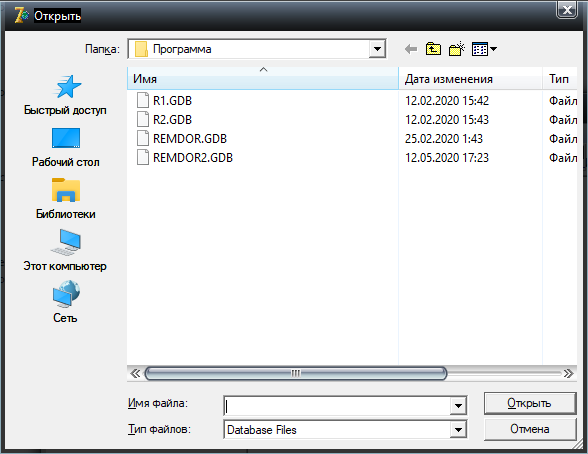 Открыть
Папка: Программа
Имя Дата изменения Тип
R1.GDB 12.02.2020 15:42 Файл
R2.GDB 12.02.2020 15:43 Файл
REMDOR.GDB 25.02.2020 1:43 Файл
REMDOR2.GDB 12.05.2020 17:23 Файл
Быстрый доступ
Рабочий стол
Библиотеки
Этот компьютер
Сеть
Имя файла: Открыть
Тип файлов: Database Files Отмена